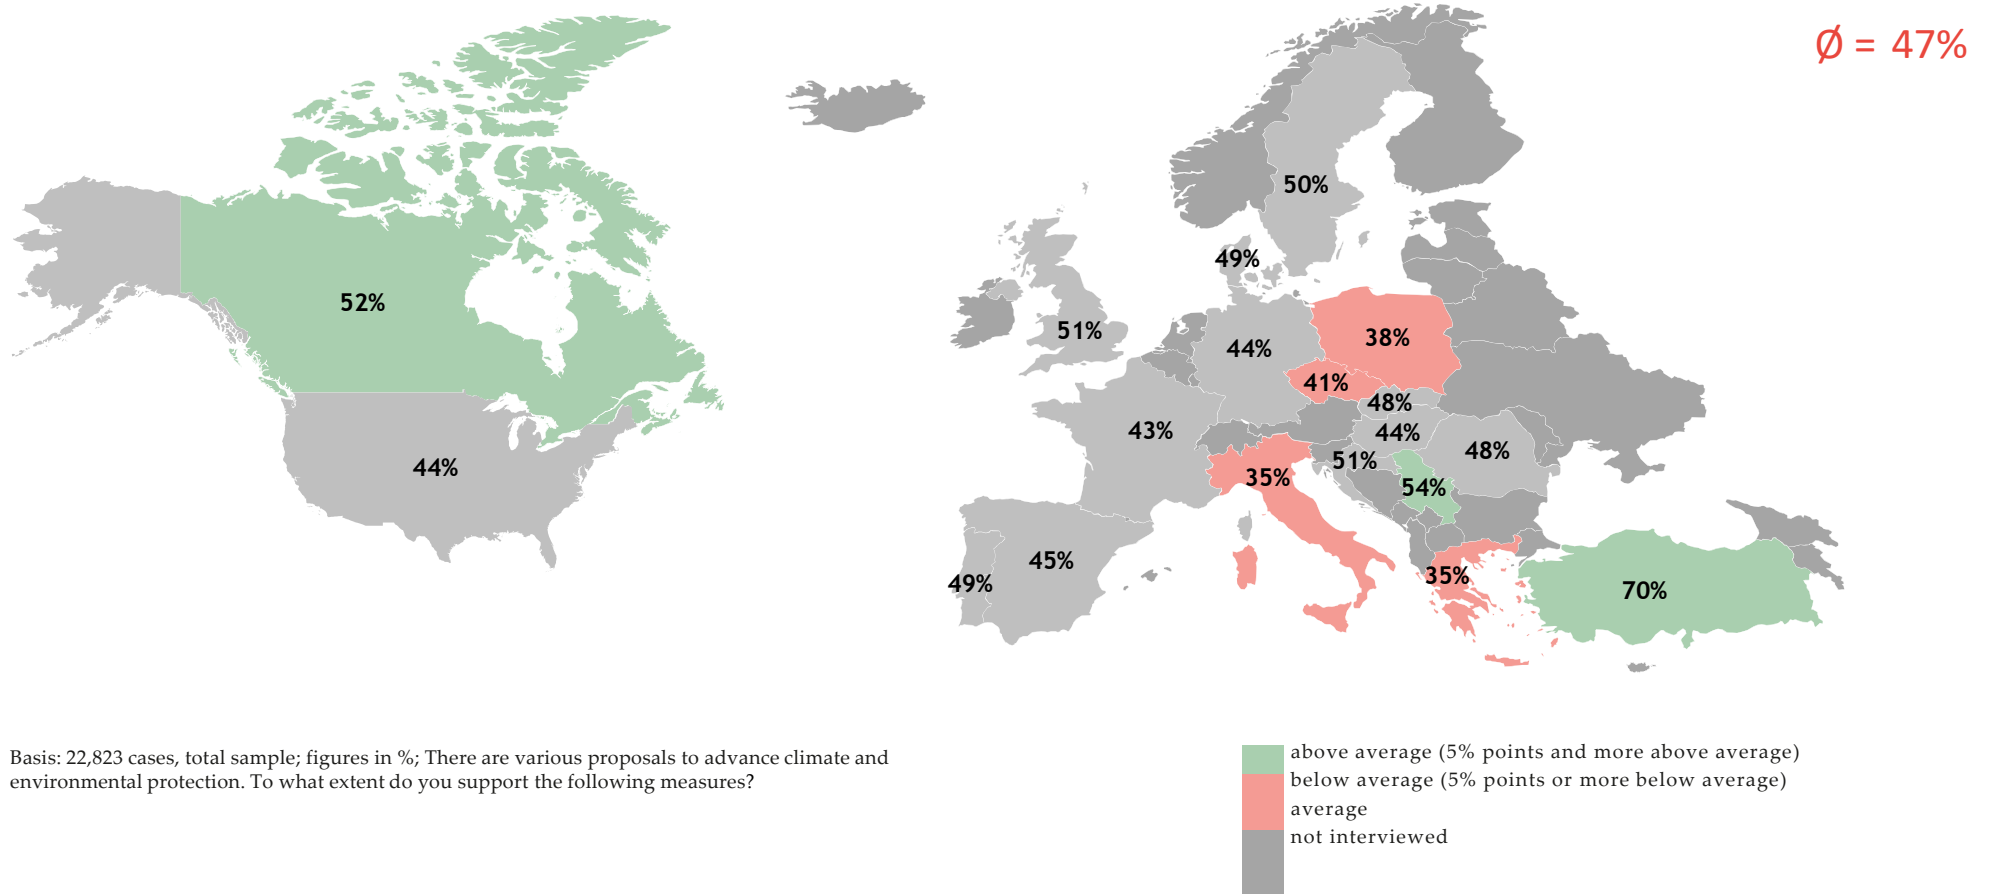 Ø = 47%
50%
49%
52%
51%
38%
44%
41%
48%
43%
44%
48%
51%
44%
35%
54%
45%
35%
49%
70%
Basis: 22,823 cases, total sample; figures in %; There are various proposals to advance climate and
environmental protection. To what extent do you support the following measures?
above average (5% points and more above average)
below average (5% points or more below average)
average
not interviewed